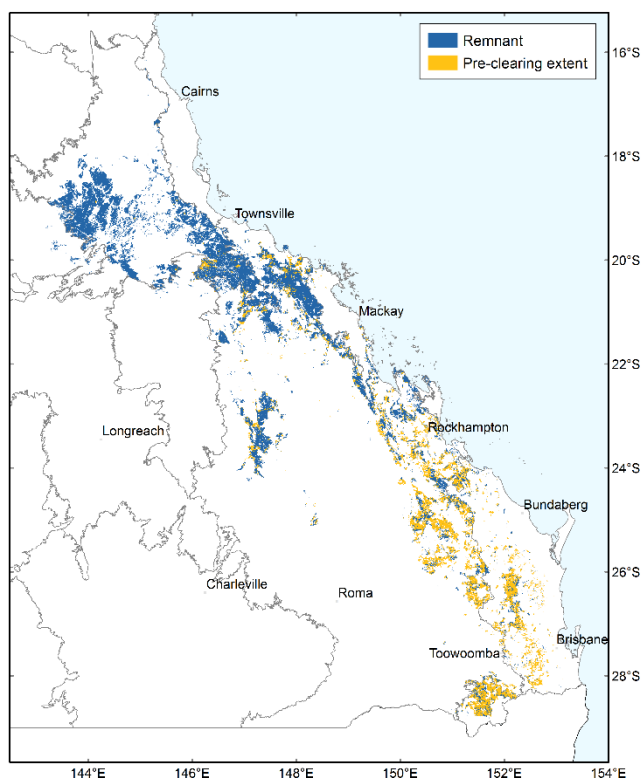 Remnant
Pre-clearing extent
16°S
Cairns
18°S
Townsville
20°S
Mackay
22°S
Longreach
Rockhampton
24°S
Bundaberg
Charleville
Roma
26°S
Brisbane
Toowoomba
28°S
144°E
146°E
148°E
150°E
152°E
154°E